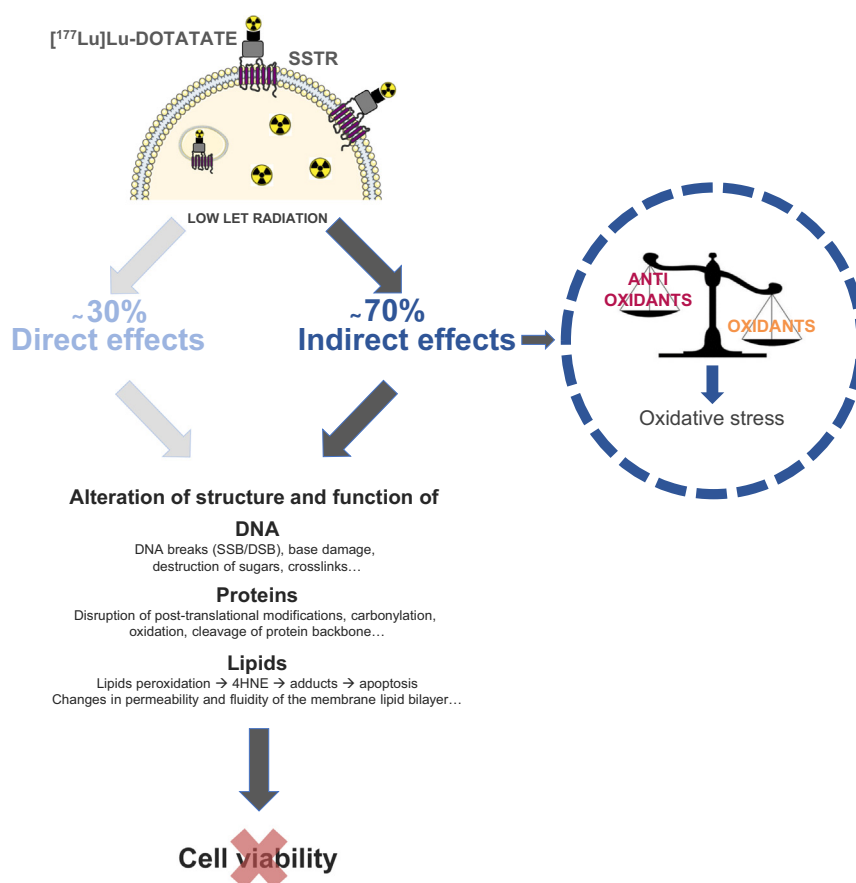 [¹⁷⁷Lu]Lu-DOTATATE
SSTR
LOW LET RADIATION
~30%
Direct effects
~70%
Indirect effects
ANTI
OXIDANTS
OXIDANTS
Oxidative stress
Alteration of structure and function of
DNA
DNA breaks (SSB/DSB), base damage,
destruction of sugars, crosslinks…
Proteins
Disruption of post-translational modifications, carbonylation,
oxidation, cleavage of protein backbone…
Lipids
Lipids peroxidation → 4HNE → adducts → apoptosis
Changes in permeability and fluidity of the membrane lipid bilayer…
Cell viability